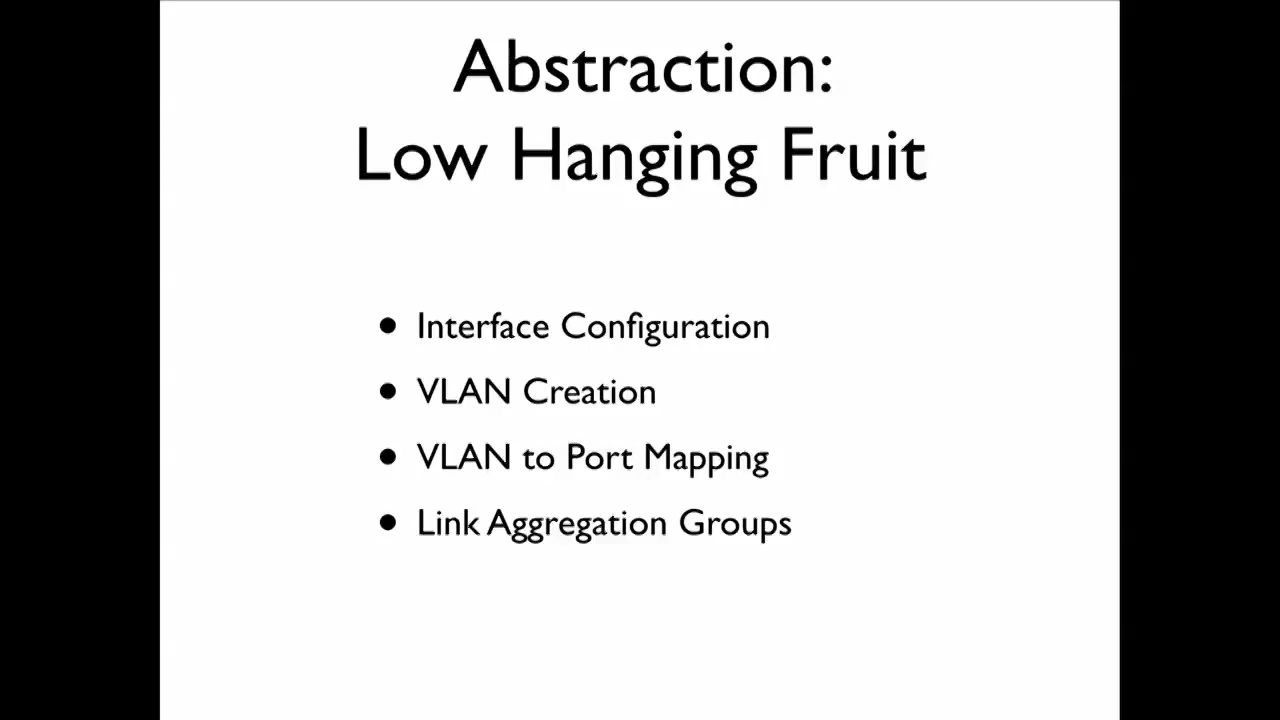 Abstraction:
Low Hanging Fruit
• Interface Configuration
• VLAN Creation
• VLAN to Port Mapping
• Link Aggregation Groups